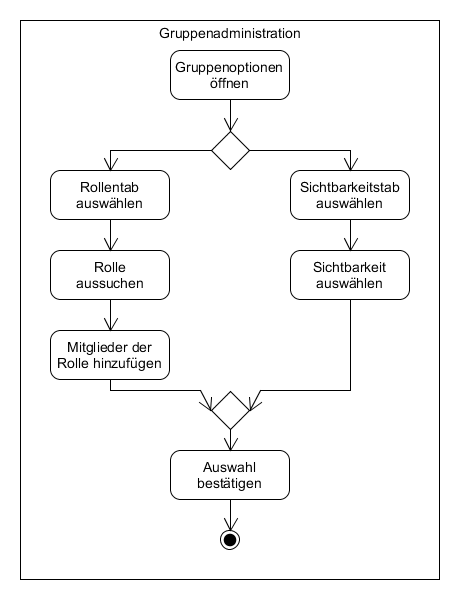 Gruppenadministration
Gruppenoptionen
öffnen
Rollentab
auswählen
Sichtbarkeitstab
auswählen
Rolle
aussuchen
Sichtbarkeit
auswählen
Mitglieder der
Rolle hinzufügen
Auswahl
bestätigen